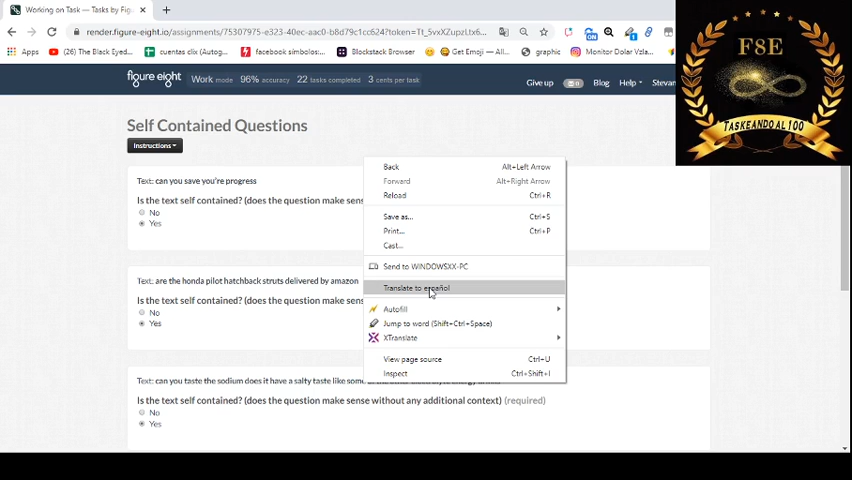 Working on Task — Tasks by Fig
render.figure-eight.io/assignments/75307975-e323-40ec-aac0-b8d79c1cc624?token=Tt_5vxXZupzLtx6...
Apps
(26) The Black Eyed...
cuentas clix (Autog...
facebook símbolos:...
Blockstack Browser
Get Emoji — All Em...
graphic
Monitor Dolar Vzla...
figure eight
Work mode
96% accuracy
22 tasks completed
3 cents per task
Give up
Blog
Help
F8E
TASKEANDO AL 100
Self Contained Questions
Instructions
Text: can you save you're progress
Is the text self contained? (does the question make sens
No
Yes
Text: are the honda pilot hatchback struts delivered by amazon
Is the text self contained? (does the question make sens
No
Yes
Text: can you taste the sodium does it have a salty taste like some
Is the text self contained? (does the question make sense without any additional context) (required)
No
Yes
Back Alt+Left Arrow
Forward Alt+Right Arrow
Reload Ctrl+R
Save as... Ctrl+S
Print... Ctrl+P
Cast...
Send to WINDOWSXX-PC
Translate to español
Autofill
Jump to word (Shift+Ctrl+Space)
XTranslate
View page source Ctrl+U
Inspect Ctrl+Shift+I